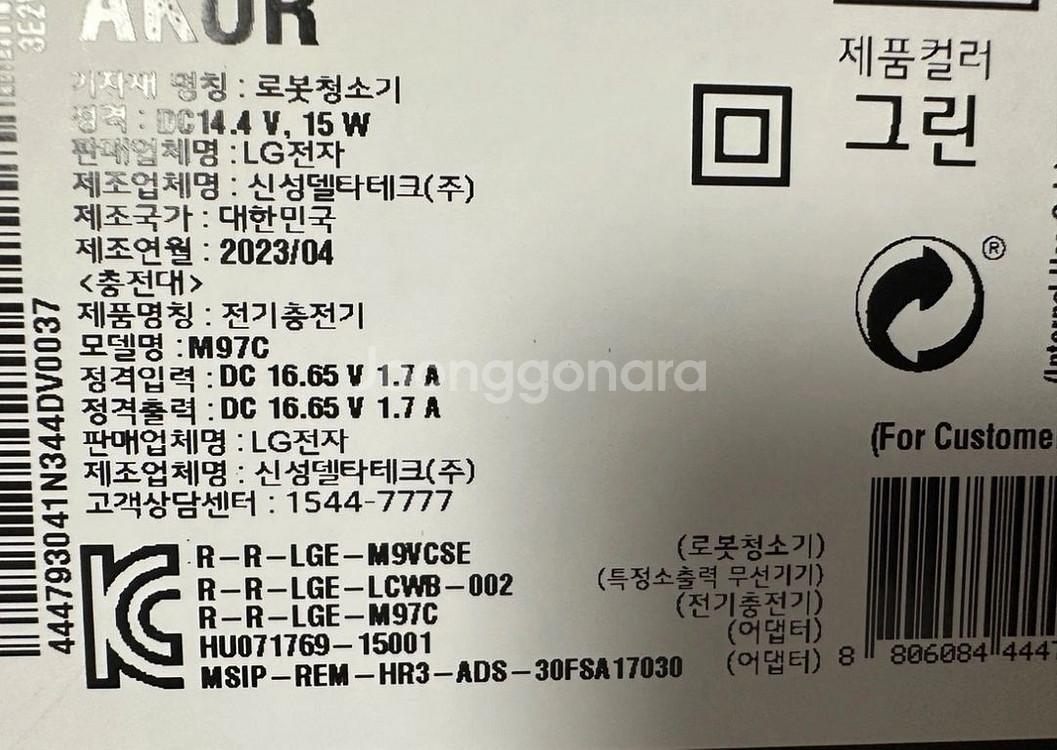 AKOR
기자재 명칭 : 로봇청소기
정격 : DC14.4 V, 15 W
판매업체명 : LG전자
제조업체명 : 신성델타테크(주)
제조국가 : 대한민국
제조연월 : 2023/04
<충전대>
제품명칭 : 전기충전기
모델명 : M97C
정격입력 : DC 16.65 V 1.7 A
정격출력 : DC 16.65 V 1.7 A
판매업체명 : LG전자
제조업체명 : 신성델타테크(주)
고객상담센터 : 1544-7777
R-R-LGE-M9VCSE (로봇청소기)
R-R-LGE-LCWB-002 (특정소출력 무선기기)
R-R-LGE-M97C (전기충전기)
HU071769-15001 (어댑터)
MSIP-REM-HR3-ADS-30FSA17030 (어댑터)
444793041N344DV0037
제품컬러
그린
®
(For Custome
8 806084 444
Joonggonara